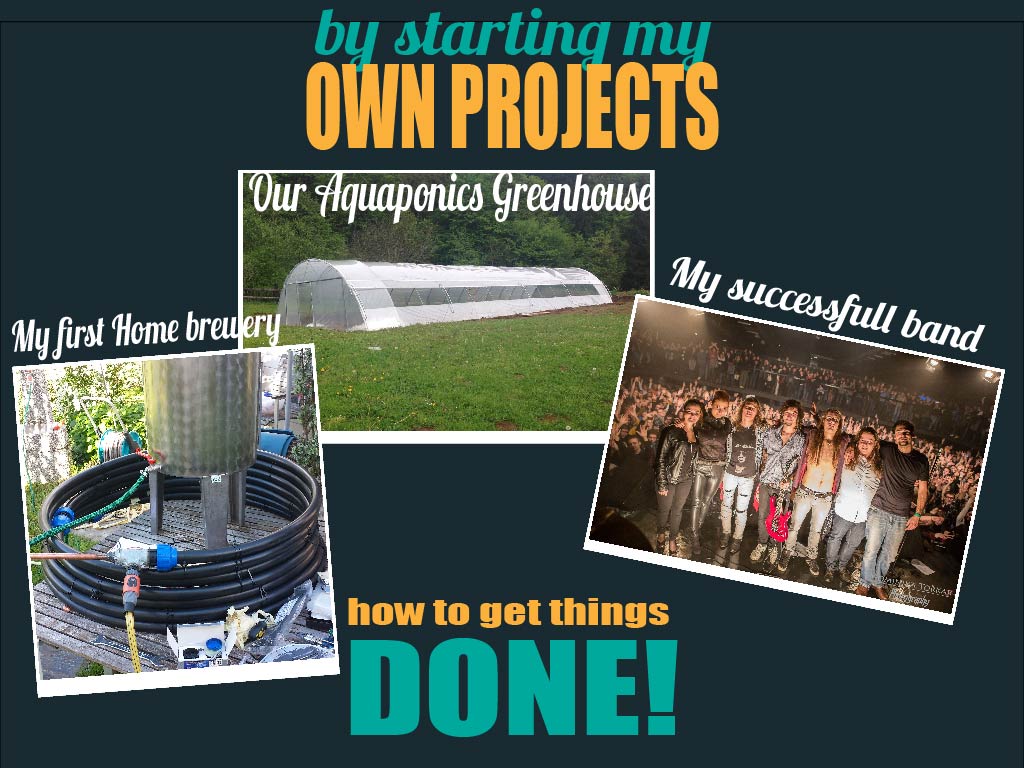 by starting my
OWN PROJECTS
Our Aquaponics Greenhouse
My successfull band
My first Home brewery
how to get things
DONE!